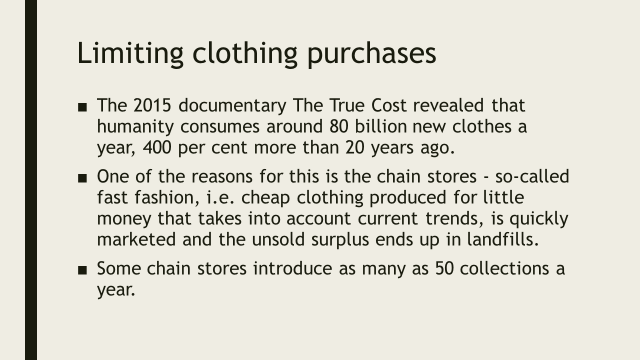 Limiting clothing purchases
■ The 2015 documentary The True Cost revealed that
humanity consumes around 80 billion new clothes a
year, 400 per cent more than 20 years ago.
■ One of the reasons for this is the chain stores - so-called
fast fashion, i.e. cheap clothing produced for little
money that takes into account current trends, is quickly
marketed and the unsold surplus ends up in landfills.
■ Some chain stores introduce as many as 50 collections a
year.